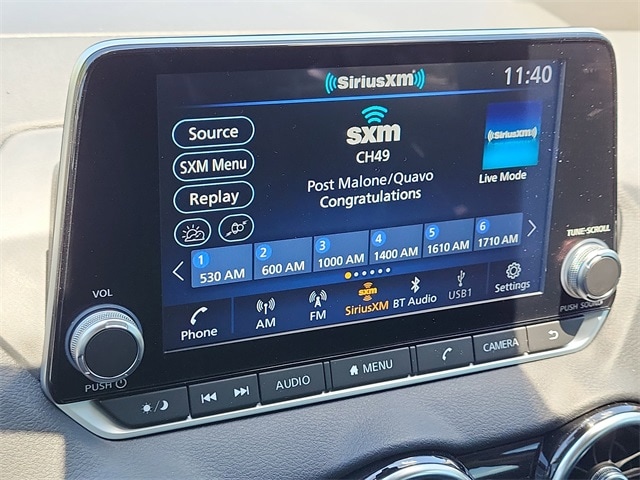 SiriusXM
11:40
Source
SXM Menu
Replay
sxm
CH49
Post Malone/Quavo
Congratulations
SiriusXM
Live Mode
1 530 AM
2 600 AM
3 1000 AM
4 1400 AM
5 1610 AM
6 1710 AM
Phone
AM
FM
sxm
SiriusXM
BT Audio
USB1
Settings
VOL
PUSH
TUNE-SCROLL
PUSH SOUND
AUDIO
MENU
CAMERA